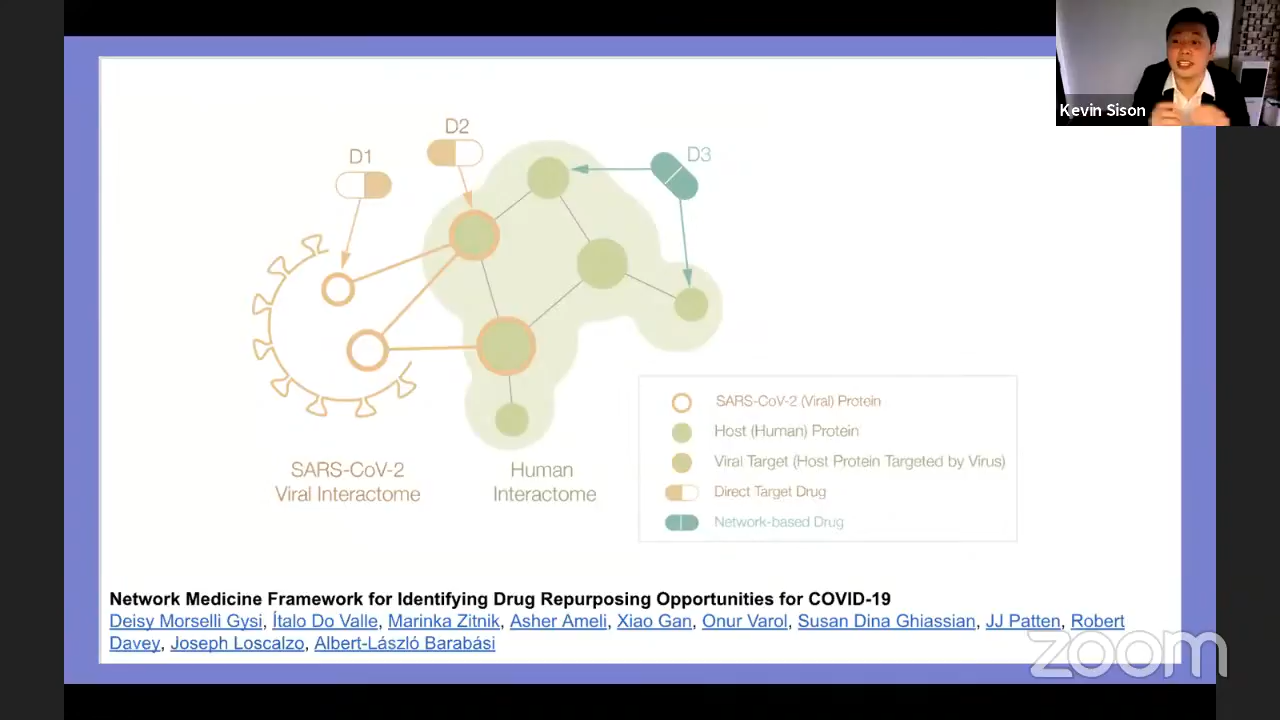 Kevin Sison
D1
D2
D3
SARS-CoV-2
Viral Interactome
Human
Interactome
SARS-CoV-2 (Viral) Protein
Host (Human) Protein
Viral Target (Host Protein Targeted by Virus)
Direct Target Drug
Network-based Drug
Network Medicine Framework for Identifying Drug Repurposing Opportunities for COVID-19
Deisy Morselli Gysi, Ítalo Do Valle, Marinka Zitnik, Asher Ameli, Xiao Gan, Onur Varol, Susan Dina Ghiassian, JJ Patten, Robert
Davey, Joseph Loscalzo, Albert-László Barabási
zoom